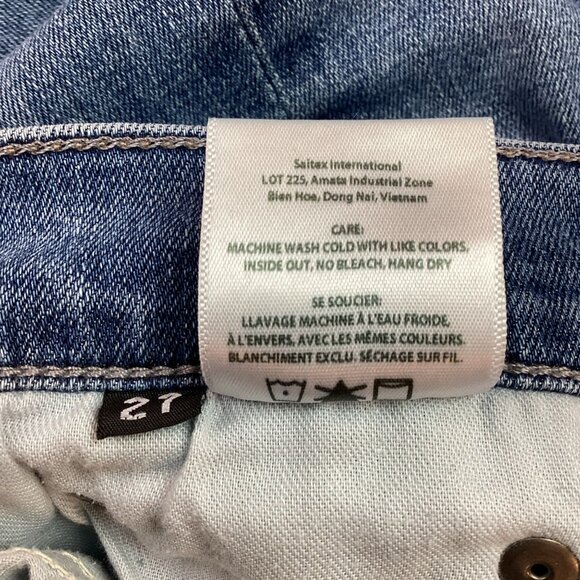 Saitex International
LOT 225, Amata Industrial Zone
Bien Hoe, Dong Nai, Vietnam
CARE:
MACHINE WASH COLD WITH LIKE COLORS,
INSIDE OUT, NO BLEACH, HANG DRY
SE SOUCIER:
LLAVAGE MACHINE À L'EAU FROIDE,
À L'ENVERS, AVEC LES MÊMES COULEURS.
BLANCHIMENT EXCLU. SÉCHAGE SUR FIL.
27